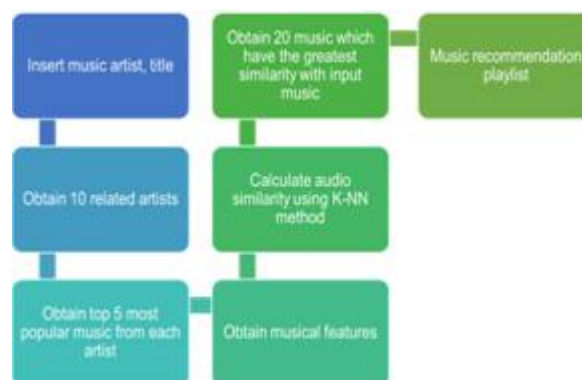 Insert music artist, title
Obtain 10 related artists
Obtain top 5 most
popular music from each
artist
Obtain musical features
Calculate audio
similarity using K-NN
method
Obtain 20 music which
have the greatest
similarity with input
music
Music recommendation
playlist